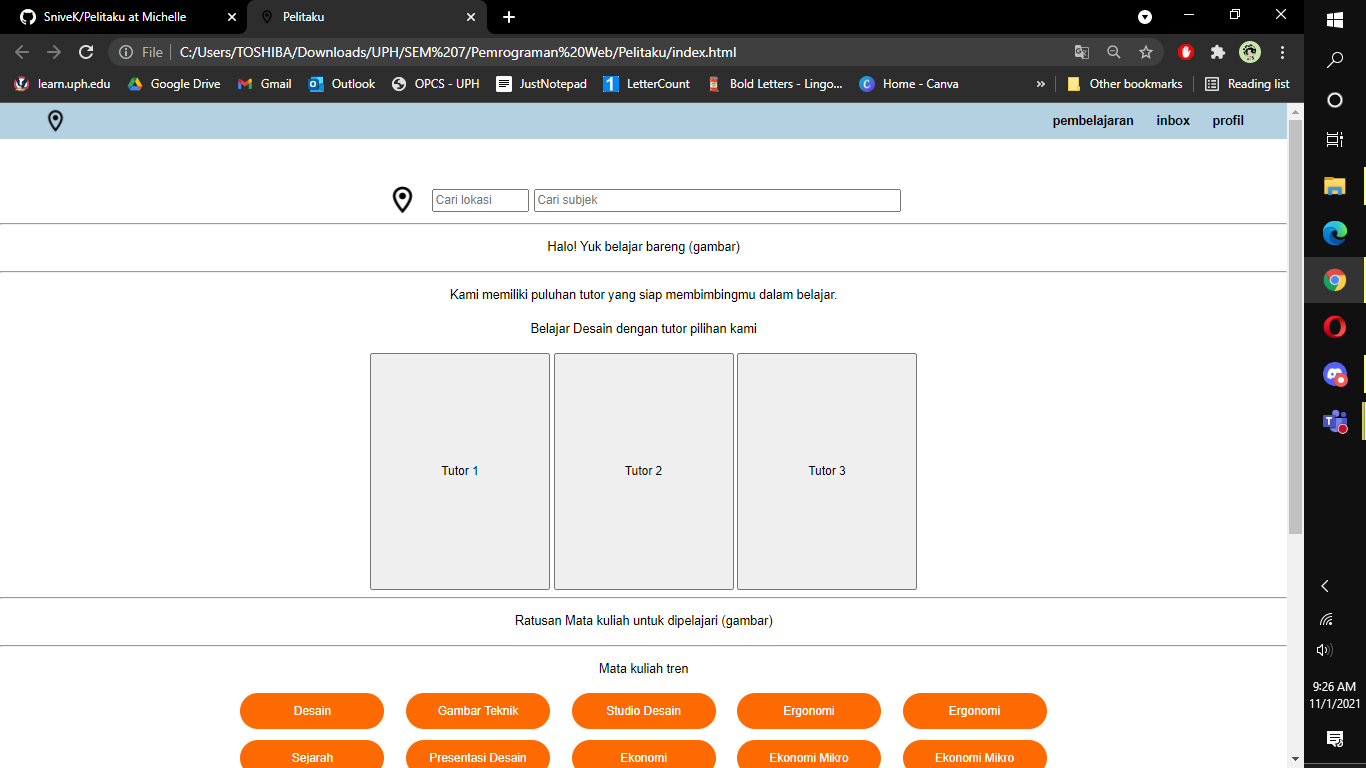 SniveK/Pelitaku at Michelle
Pelitaku
File
C:/Users/TOSHIBA/Downloads/UPH/SEM%207/Pemrograman%20Web/Pelitaku/index.html
learn.uph.edu Google Drive Gmail Outlook OPCS - UPH JustNotepad LetterCount Bold Letters - Lingo... Home - Canva » Other bookmarks Reading list
pembelajaran inbox profil
Cari lokasi Cari subjek
Halo! Yuk belajar bareng (gambar)
Kami memiliki puluhan tutor yang siap membimbingmu dalam belajar.
Belajar Desain dengan tutor pilihan kami
Tutor 1 Tutor 2 Tutor 3
Ratusan Mata kuliah untuk dipelajari (gambar)
Mata kuliah tren
Desain Gambar Teknik Studio Desain Ergonomi Ergonomi
Sejarah Presentasi Desain Ekonomi Ekonomi Mikro Ekonomi Mikro
9:26 AM
11/1/2021